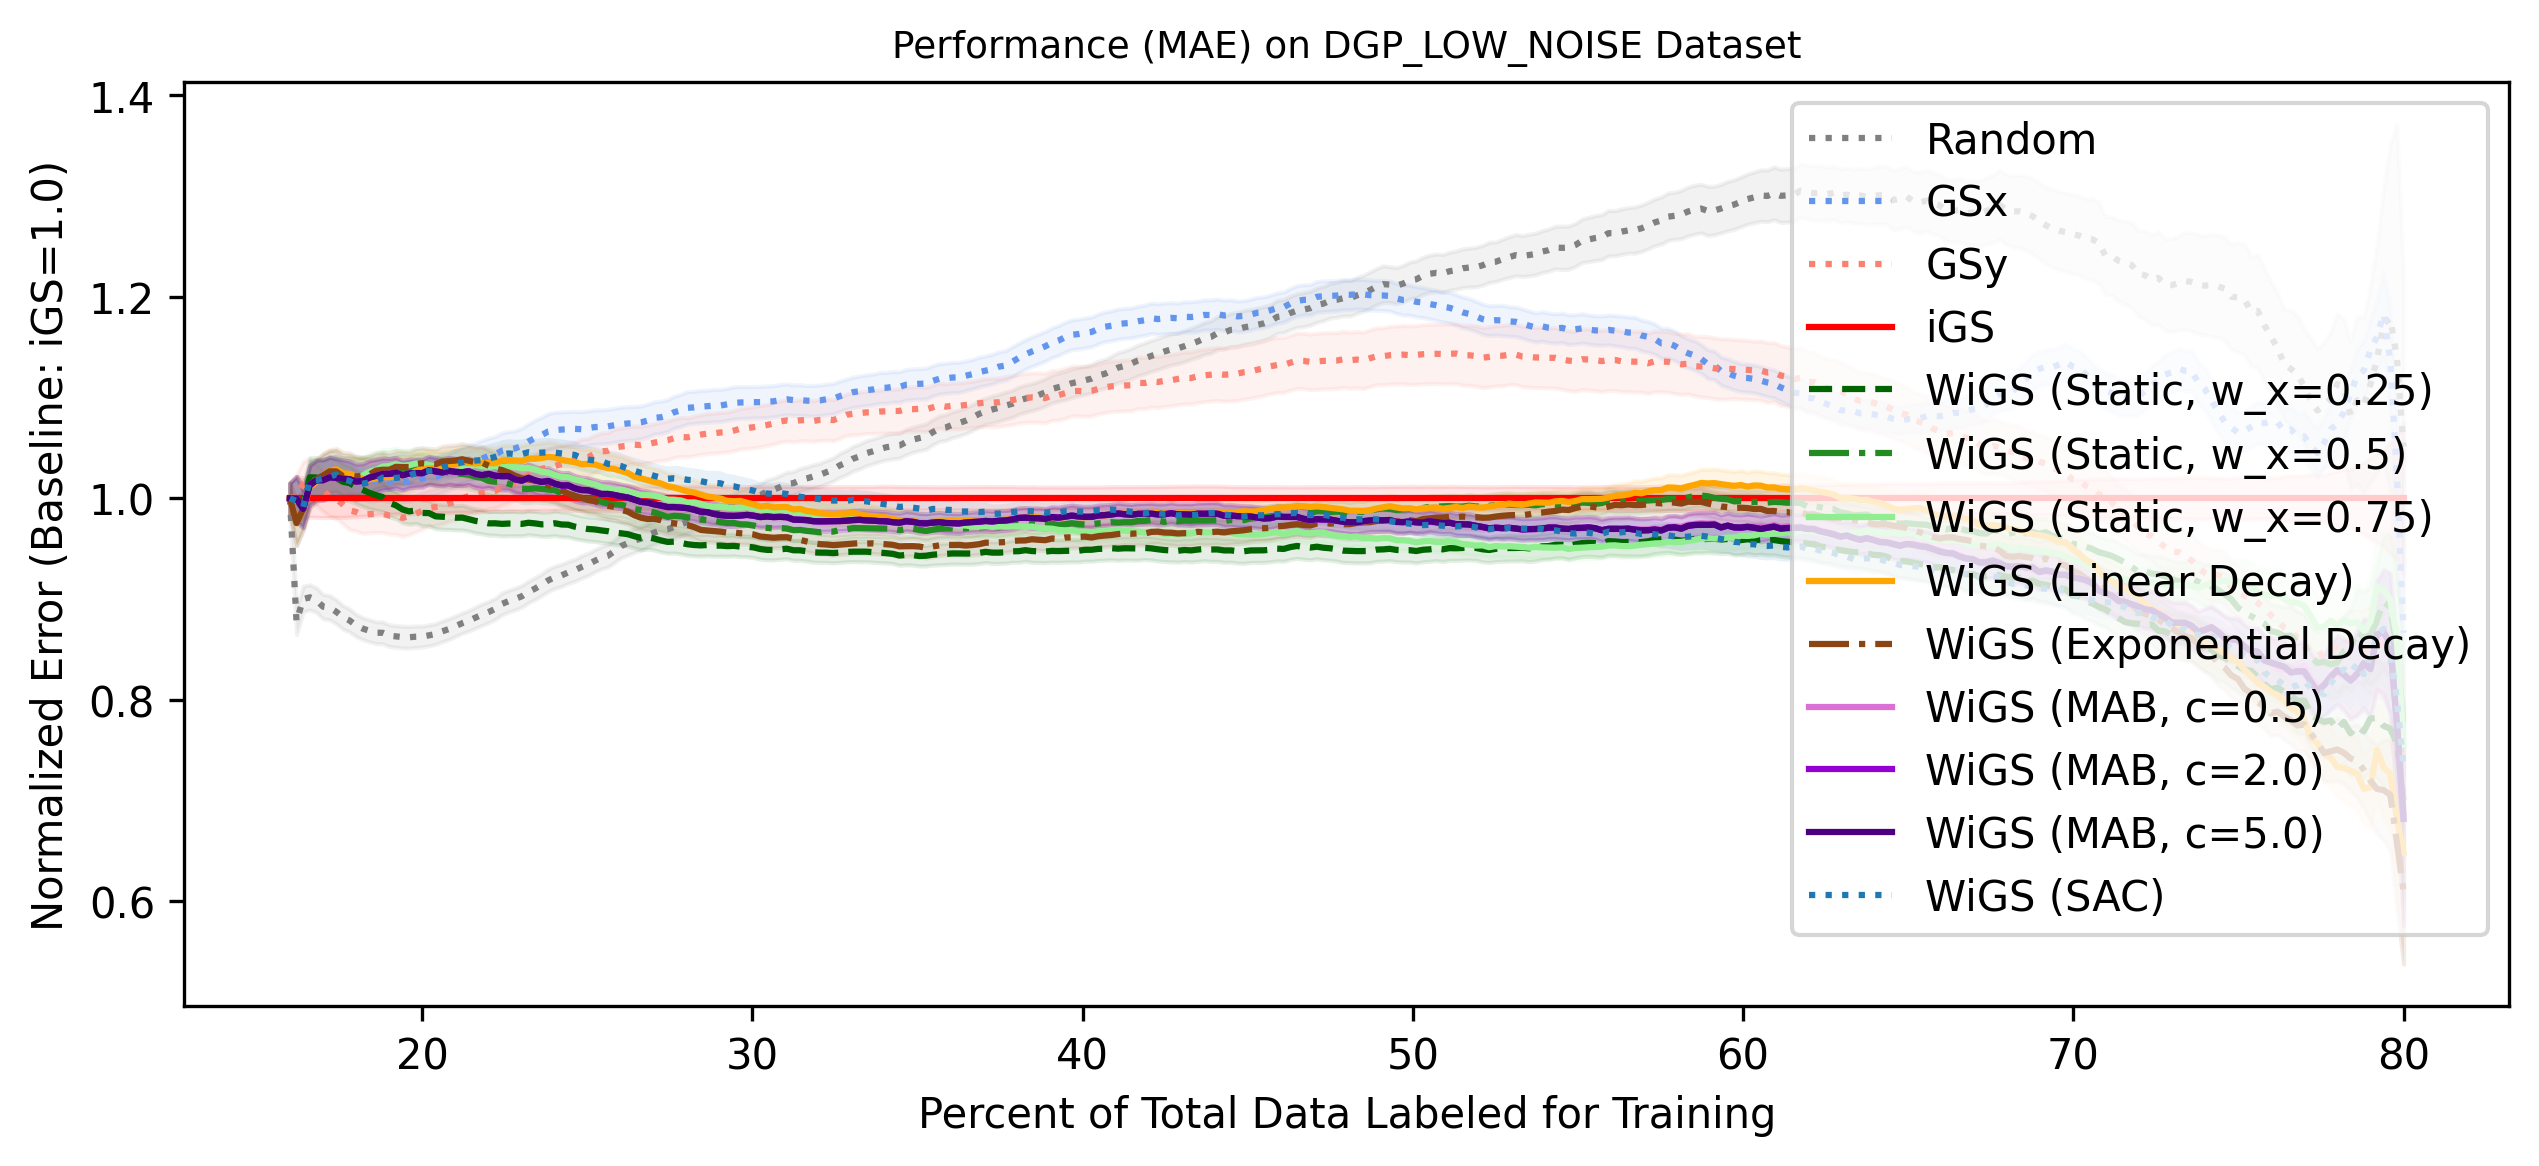 Performance (MAE) on DGP_LOW_NOISE Dataset
Normalized Error (Baseline: iGS=1.0)
1.4
1.2
1.0
0.8
0.6
Random
GSx
GSy
iGS
WiGS (Static, w_x=0.25)
WiGS (Static, w_x=0.5)
WiGS (Static, w_x=0.75)
WiGS (Linear Decay)
WiGS (Exponential Decay)
WiGS (MAB, c=0.5)
WiGS (MAB, c=2.0)
WiGS (MAB, c=5.0)
WiGS (SAC)
20 30 40 50 60 70 80
Percent of Total Data Labeled for Training